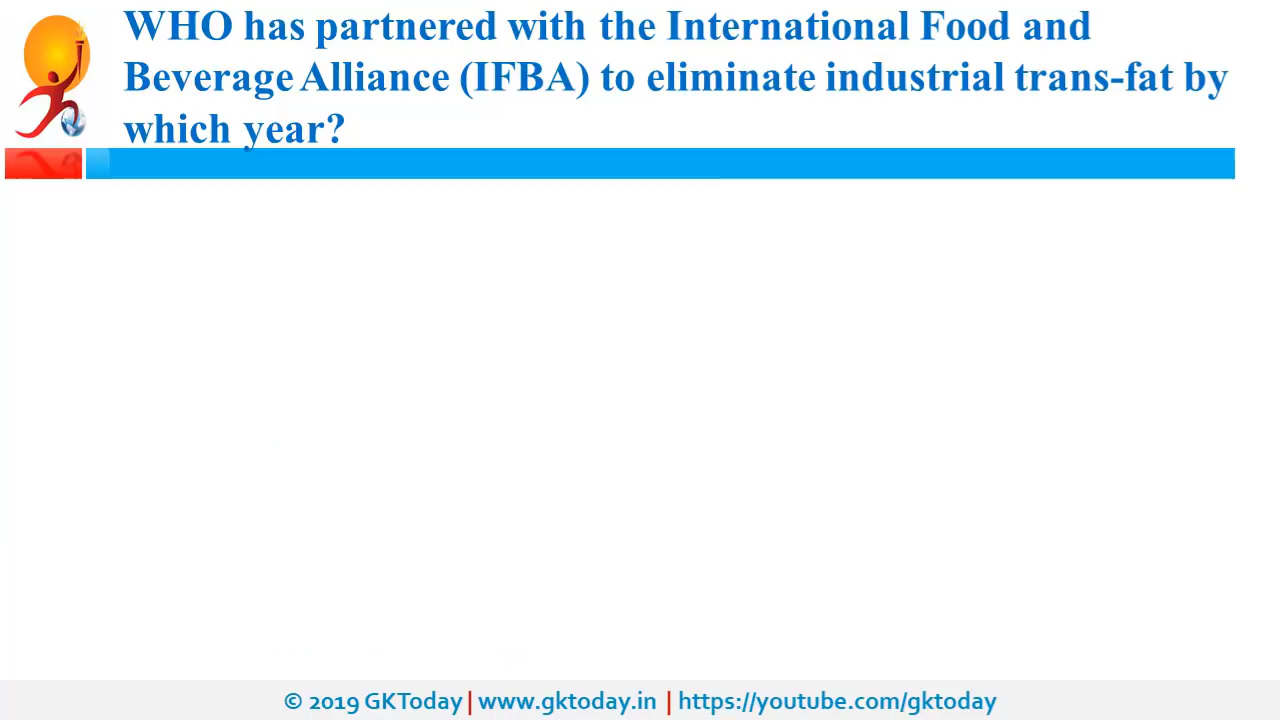 WHO has partnered with the International Food and
Beverage Alliance (IFBA) to eliminate industrial trans-fat by
which year?
© 2019 GKToday | www.gktoday.in | https://youtube.com/gktoday